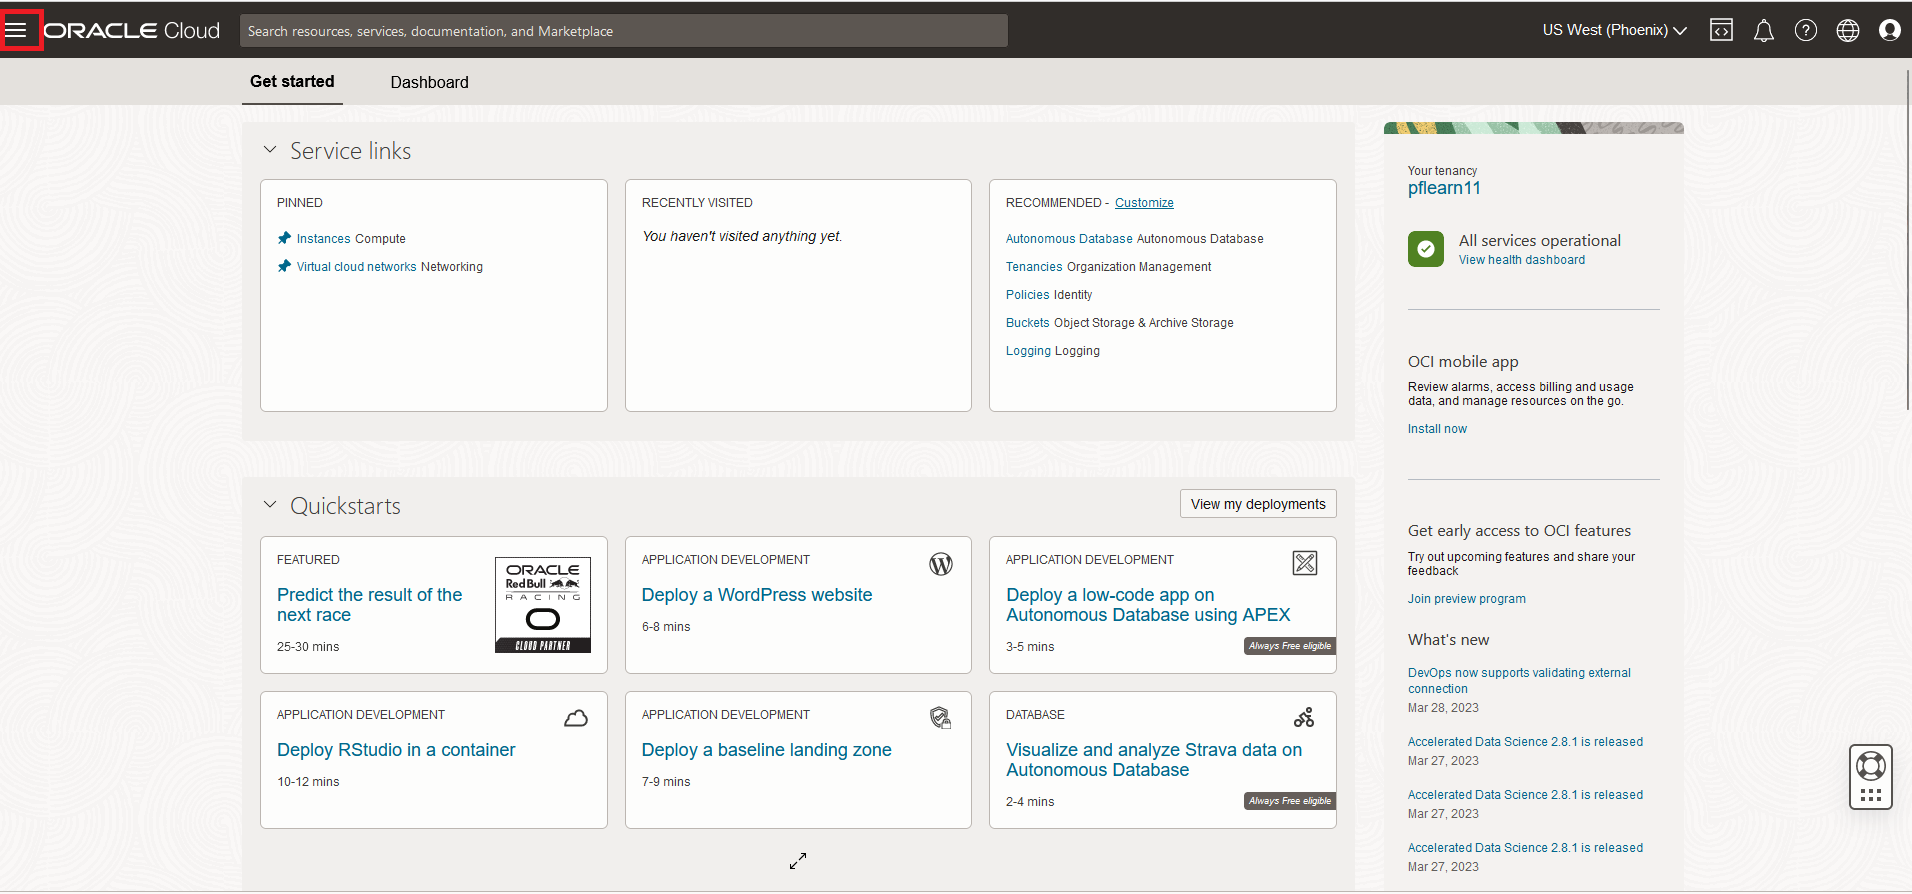 ORACLE Cloud
Search resources, services, documentation, and Marketplace
US West (Phoenix)
Get started
Dashboard
Service links
PINNED
Instances Compute
Virtual cloud networks Networking
RECENTLY VISITED
You haven't visited anything yet.
RECOMMENDED - Customize
Autonomous Database Autonomous Database
Tenancies Organization Management
Policies Identity
Buckets Object Storage & Archive Storage
Logging Logging
Quickstarts
View my deployments
FEATURED
Predict the result of the
next race
25-30 mins
ORACLE
Red Bull
RACING
CLOUD PARTNER
APPLICATION DEVELOPMENT
Deploy a WordPress website
6-8 mins
APPLICATION DEVELOPMENT
Deploy a low-code app on
Autonomous Database using APEX
3-5 mins
Always Free eligible
APPLICATION DEVELOPMENT
Deploy RStudio in a container
10-12 mins
APPLICATION DEVELOPMENT
Deploy a baseline landing zone
7-9 mins
DATABASE
Visualize and analyze Strava data on
Autonomous Database
2-4 mins
Always Free eligible
Your tenancy
pflearn11
All services operational
View health dashboard
OCI mobile app
Review alarms, access billing and usage
data, and manage resources on the go.
Install now
Get early access to OCI features
Try out upcoming features and share your
feedback
Join preview program
What's new
DevOps now supports validating external
connection
Mar 28, 2023
Accelerated Data Science 2.8.1 is released
Mar 27, 2023
Accelerated Data Science 2.8.1 is released
Mar 27, 2023
Accelerated Data Science 2.8.1 is released
Mar 27, 2023